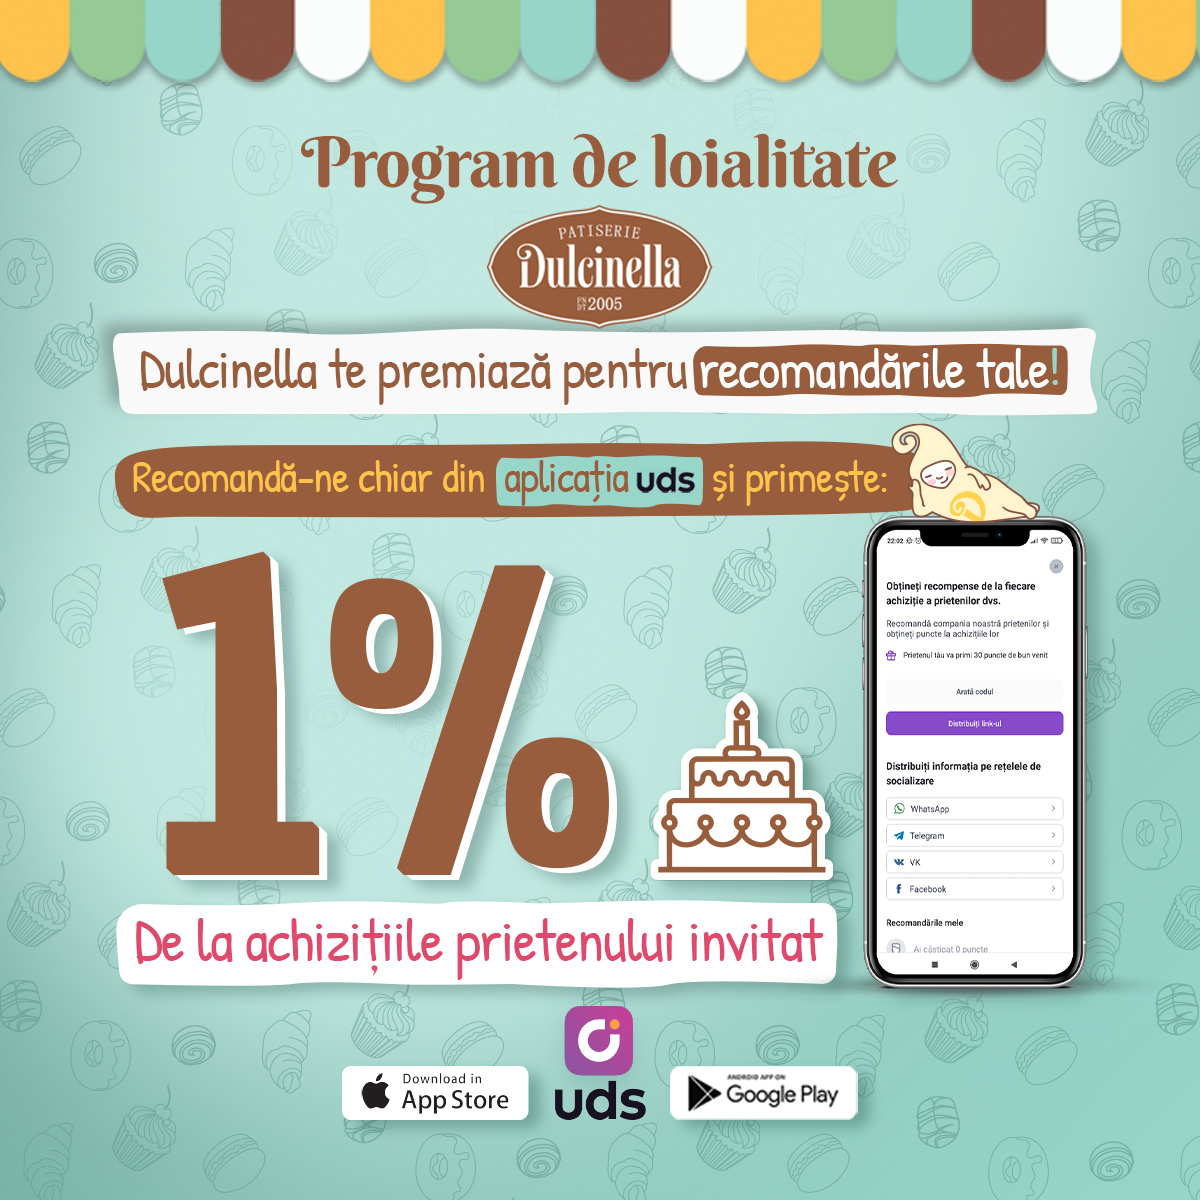 Program de loialitate
PATISERIE
Dulcinella
FN
DT 2005
Dulcinella te premiază pentru recomandările tale!
Recomandă-ne chiar din aplicația uds și primește:
1%
22:02
Obțineți recompense de la fiecare
achiziție a prietenilor dvs.
Recomandă compania noastră prietenilor și
obțineți puncte la achizițiile lor
Prietenul tău va primi 30 puncte de bun venit
Arată codul
Distribuiți link-ul
Distribuiți informația pe rețelele de
socializare
WhatsApp
Telegram
VK
Facebook
Recomandările mele
Ai câștigat 0 puncte
De la achizițiile prietenului invitat
Download in
App Store
uds
ANDROID APP ON
Google Play